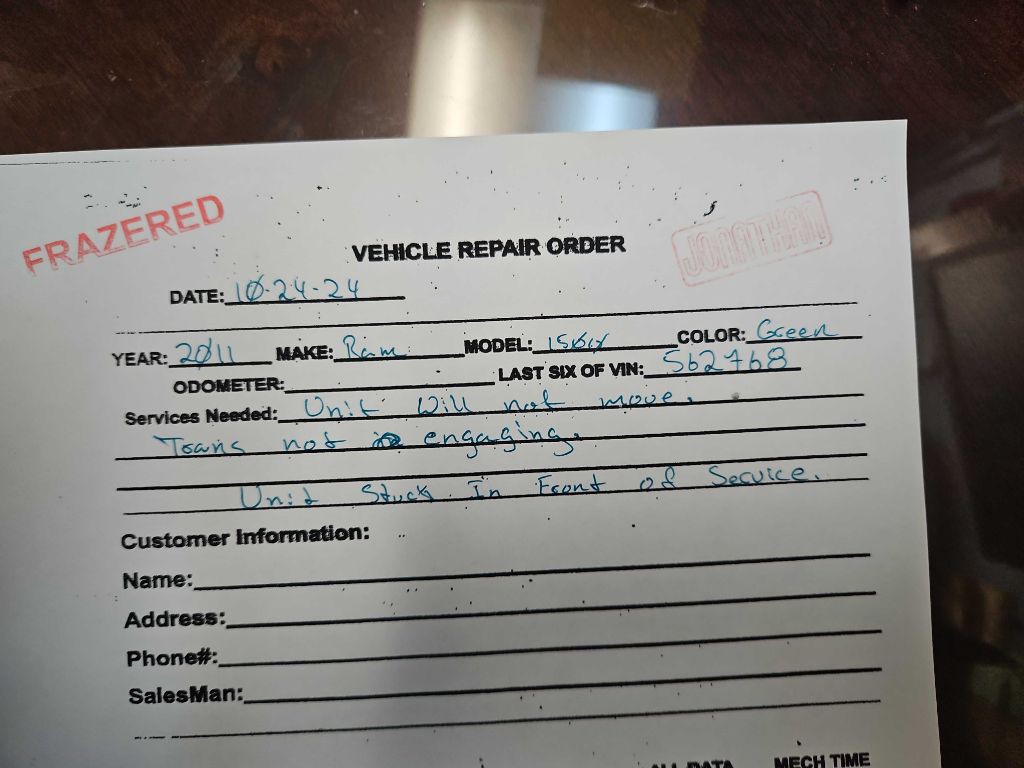 FRAZERED
JONATHAN
VEHICLE REPAIR ORDER
DATE: 10-24-24
YEAR: 2011 MAKE: Ram MODEL: 1500 COLOR: Green
ODOMETER: LAST SIX OF VIN: 562768
Services Needed: Unit will not move.
Trans not engaging.
Unit Stuck In Front of Service.
Customer Information:
Name:
Address:
Phone#:
SalesMan:
ALL DATA MECH TIME